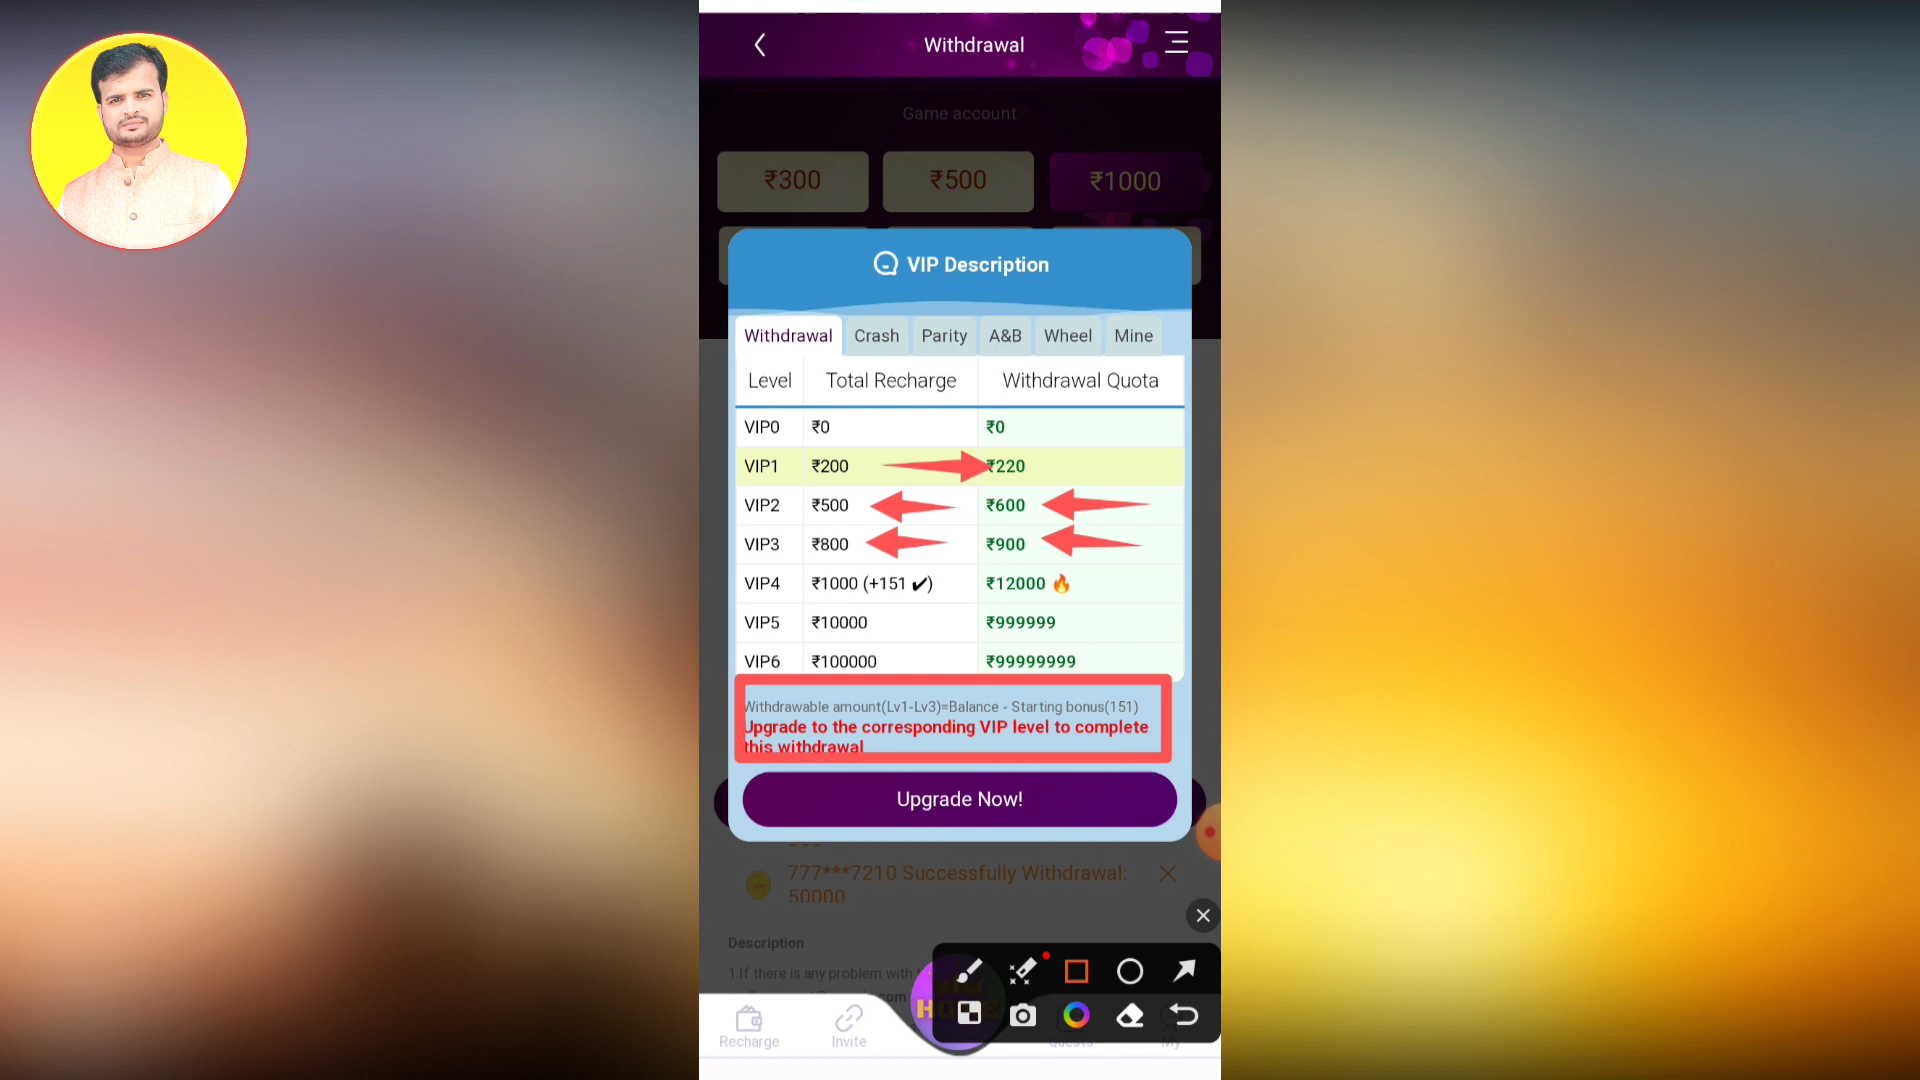 Withdrawal
Game account
₹300 ₹500 ₹1000
VIP Description
Withdrawal Crash Parity A&B Wheel Mine
Level Total Recharge Withdrawal Quota
VIP0 ₹0 ₹0
VIP1 ₹200 ₹220
VIP2 ₹500 ₹600
VIP3 ₹800 ₹900
VIP4 ₹1000 (+151 ✔) ₹12000 🔥
VIP5 ₹10000 ₹999999
VIP6 ₹100000 ₹99999999
Withdrawable amount(Lv1-Lv3)=Balance - Starting bonus(151)
Upgrade to the corresponding VIP level to complete
this withdrawal
Upgrade Now!
777***7210 Successfully Withdrawal:
50000
Description
1.If there is any problem with
Recharge Invite Quests My